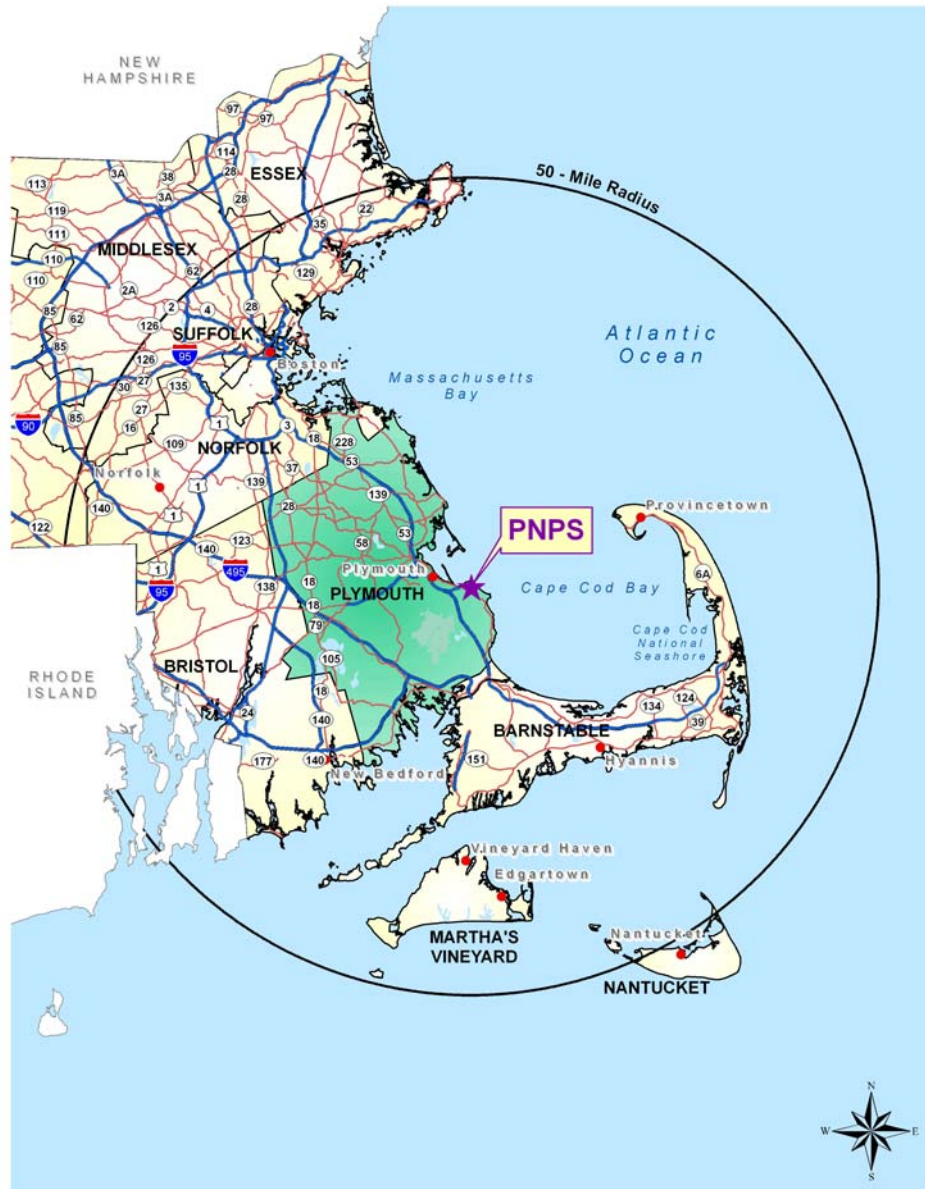 NEW
HAMPSHIRE
97
97
114
28
ESSEX
3A
38
3A
28
113
119
111
22
35
50 - Mile Radius
MIDDLESEX
110
110
62
129
2A
85
62
2
4
28
126
SUFFOLK
95
Boston
85
126
27
30
135
90
85
27
16
109
1
3
18
228
NORFOLK
53
37
Norfolk
1
139
140
1
28
139
122
123
140
58
53
Atlantic
Ocean
Massachusetts
Bay
PNPS
Provincetown
1
495
95
138
18
Plymouth
PLYMOUTH
18
79
Cape Cod Bay
6A
Cape Cod
National
Seashore
RHODE
ISLAND
BRISTOL
105
18
24
140
177
140
New Bedford
151
BARNSTABLE
134
124
39
Hyannis
Vineyard Haven
Edgartown
MARTHA'S
VINEYARD
Nantucket
NANTUCKET
N
W
E
S